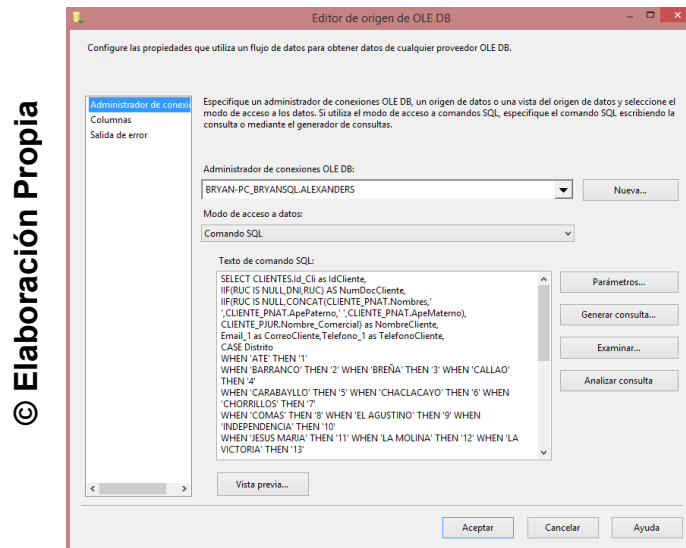 © Elaboración Propia
Editor de origen de OLE DB
Configure las propiedades que utiliza un flujo de datos para obtener datos de cualquier proveedor OLE DB.
Administrador de conexi
Columnas
Salida de error
Especifique un administrador de conexiones OLE DB, un origen de datos o una vista del origen de datos y seleccione el
modo de acceso a los datos. Si utiliza el modo de acceso a comandos SQL, especifique el comando SQL escribiendo la
consulta o mediante el generador de consultas.
Administrador de conexiones OLE DB:
BRYAN-PC_BRYANSQL.ALEXANDERS
Nueva...
Modo de acceso a datos:
Comando SQL
Texto de comando SQL:
SELECT CLIENTES.Id_Cli as IdCliente,
IIF(RUC IS NULL,DNI,RUC) AS NumDocCliente,
IIF(RUC IS NULL,CONCAT(CLIENTE_PNAT.Nombres,'
',CLIENTE_PNAT.ApePaterno,' ',CLIENTE_PNAT.ApeMaterno),
CLIENTE_PJUR.Nombre_Comercial) as NombreCliente,
Email_1 as CorreoCliente,Telefono_1 as TelefonoCliente,
CASE Distrito
WHEN 'ATE' THEN '1'
WHEN 'BARRANCO' THEN '2' WHEN 'BREÑA' THEN '3' WHEN 'CALLAO'
THEN '4'
WHEN 'CARABAYLLO' THEN '5' WHEN 'CHACLACAYO' THEN '6' WHEN
'CHORRILLOS' THEN '7'
WHEN 'COMAS' THEN '8' WHEN 'EL AGUSTINO' THEN '9' WHEN
'INDEPENDENCIA' THEN '10'
WHEN 'JESUS MARIA' THEN '11' WHEN 'LA MOLINA' THEN '12' WHEN 'LA
VICTORIA' THEN '13'
Parámetros...
Generar consulta...
Examinar...
Analizar consulta
Vista previa...
Aceptar
Cancelar
Ayuda